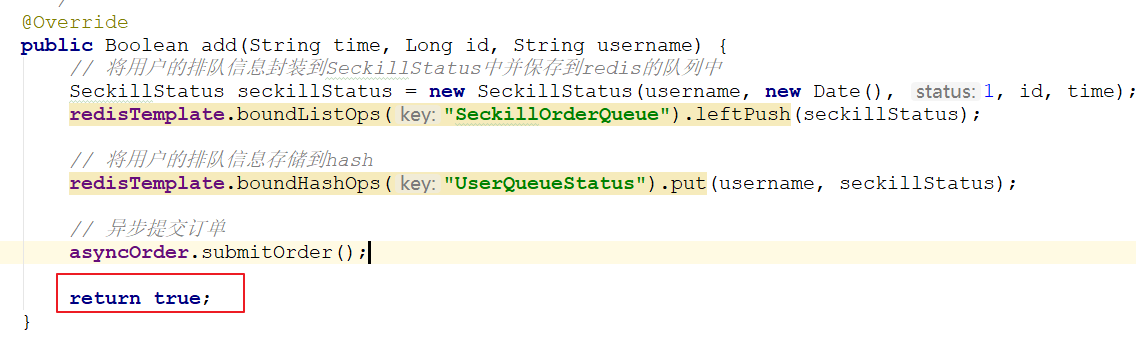 @Override
public Boolean add(String time, Long id, String username) {
// 将用户的排队信息封装到SeckillStatus中并保存到redis的队列中
SeckillStatus seckillStatus = new SeckillStatus(username, new Date(), status: 1, id, time);
redisTemplate.boundListOps( key: "SeckillOrderQueue").leftPush(seckillStatus);
// 将用户的排队信息存储到hash
redisTemplate.boundHashOps( key: "UserQueueStatus").put(username, seckillStatus);
// 异步提交订单
asyncOrder.submitOrder();
return true;
}